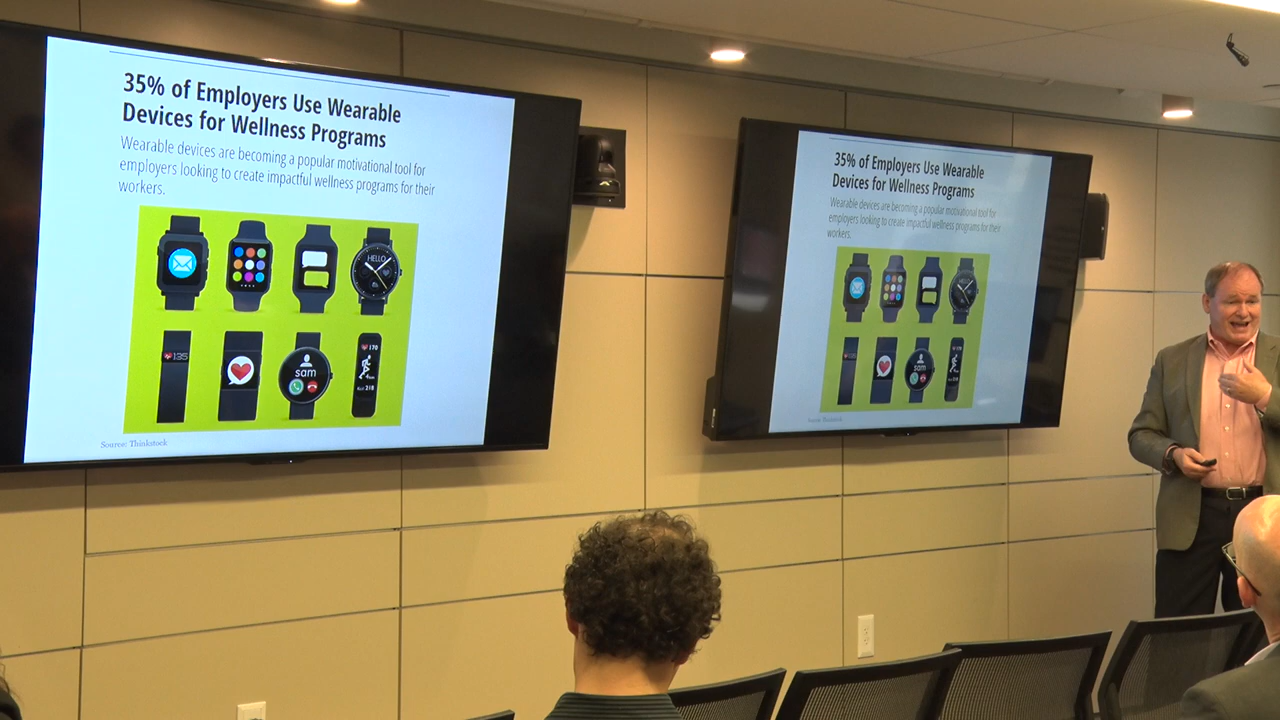 35% of Employers Use Wearable
Devices for Wellness Programs
Wearable devices are becoming a popular motivational tool for
employers looking to create impactful wellness programs for their
workers.
HELLO
135
sam
170
Source: Thinkstock
35% of Employers Use Wearable
Devices for Wellness Programs
Wearable devices are becoming a popular motivational tool for
employers looking to create impactful wellness programs for their
workers.
sam
Source: Thinkstock